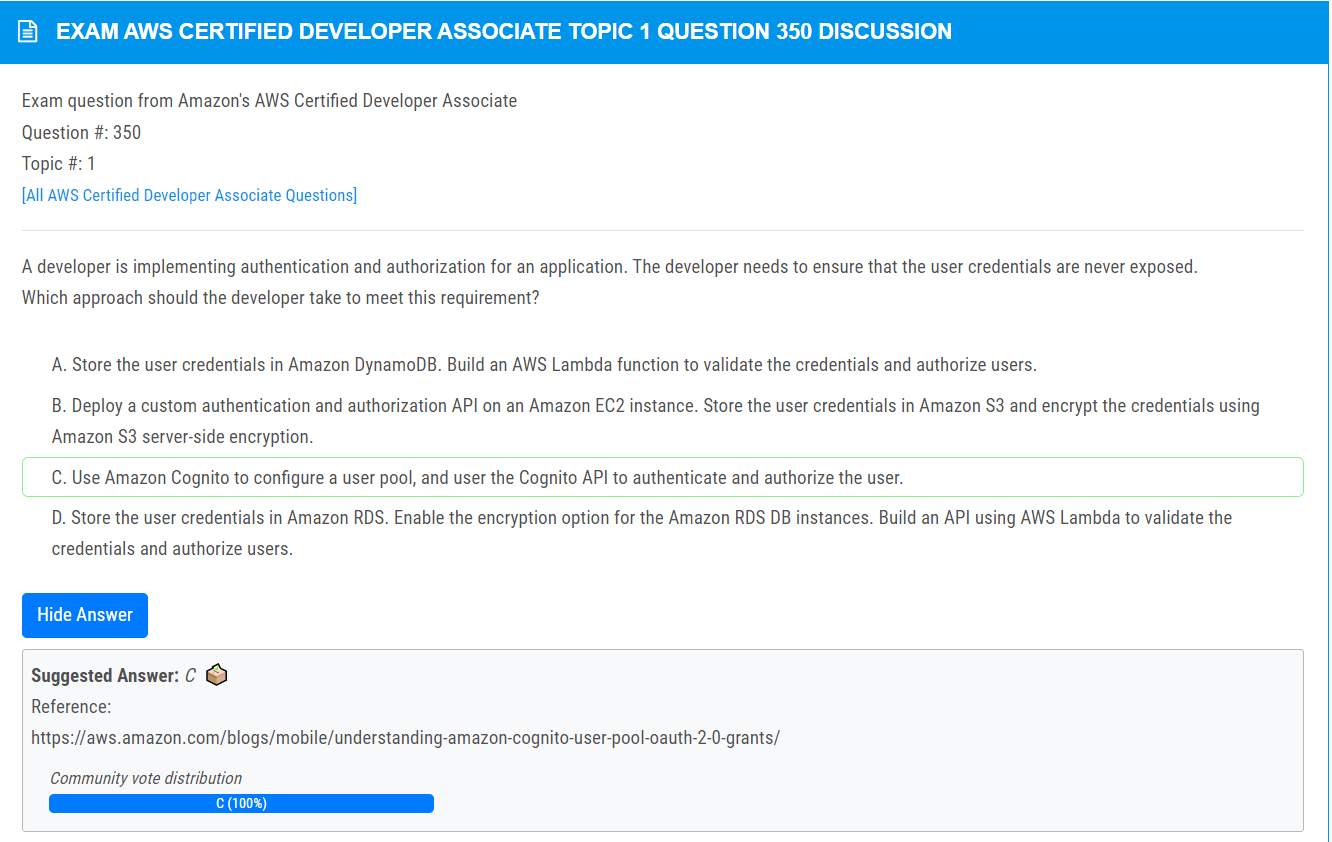 EXAM AWS CERTIFIED DEVELOPER ASSOCIATE TOPIC 1 QUESTION 350 DISCUSSION
Exam question from Amazon's AWS Certified Developer Associate
Question #: 350
Topic #: 1
[All AWS Certified Developer Associate Questions]
A developer is implementing authentication and authorization for an application. The developer needs to ensure that the user credentials are never exposed.
Which approach should the developer take to meet this requirement?
A. Store the user credentials in Amazon DynamoDB. Build an AWS Lambda function to validate the credentials and authorize users.
B. Deploy a custom authentication and authorization API on an Amazon EC2 instance. Store the user credentials in Amazon S3 and encrypt the credentials using
Amazon S3 server-side encryption.
C. Use Amazon Cognito to configure a user pool, and user the Cognito API to authenticate and authorize the user.
D. Store the user credentials in Amazon RDS. Enable the encryption option for the Amazon RDS DB instances. Build an API using AWS Lambda to validate the
credentials and authorize users.
Hide Answer
Suggested Answer: C
Reference:
https://aws.amazon.com/blogs/mobile/understanding-amazon-cognito-user-pool-oauth-2-0-grants/
Community vote distribution
C (100%)